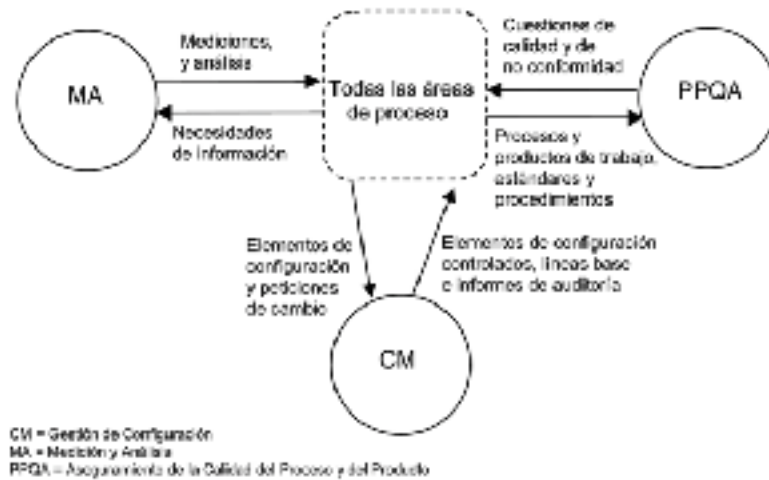 Mediciones,
y análisis
MA
Necesidades
de información
Todas las áreas
de proceso
Cuestiones de
calidad y de
no conformidad
PPQA
Procesos y
productos de trabajo,
estándares y
procedimientos
Elementos de
configuración
y peticiones
de cambio
Elementos de configuración
controlados, líneas base
e informes de auditoría
CM
CM = Gestión de Configuración
MA = Medición y Análisis
PPQA = Aseguramiento de la Calidad del Proceso y del Producto